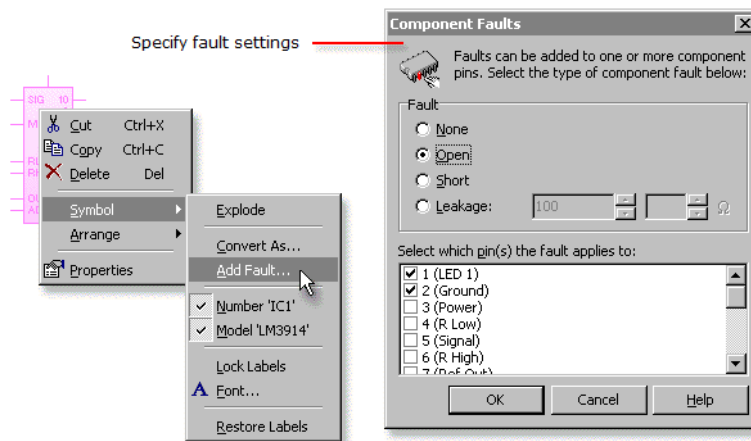 Specify fault settings
Component Faults
Faults can be added to one or more component
pins. Select the type of component fault below:
Fault
None
Open
Short
Leakage: 100 Ω
Select which pin(s) the fault applies to:
1 (LED 1)
2 (Ground)
3 (Power)
4 (R Low)
5 (Signal)
6 (R High)
7 (Ref Out)
OK Cancel Help
SIG 10
M
Cut Ctrl+X
Copy Ctrl+C
Delete Del
Symbol
Arrange
Properties
Explode
Convert As...
Add Fault...
Number 'IC1'
Model 'LM3914'
Lock Labels
A Font...
Restore Labels